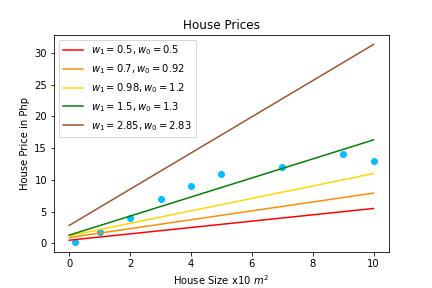 House Prices
w₁ = 0.5, w₀ = 0.5
w₁ = 0.7, w₀ = 0.92
w₁ = 0.98, w₀ = 1.2
w₁ = 1.5, w₀ = 1.3
w₁ = 2.85, w₀ = 2.83
House Price in Php
30
25
20
15
10
5
0
0 2 4 6 8 10
House Size x10 m²